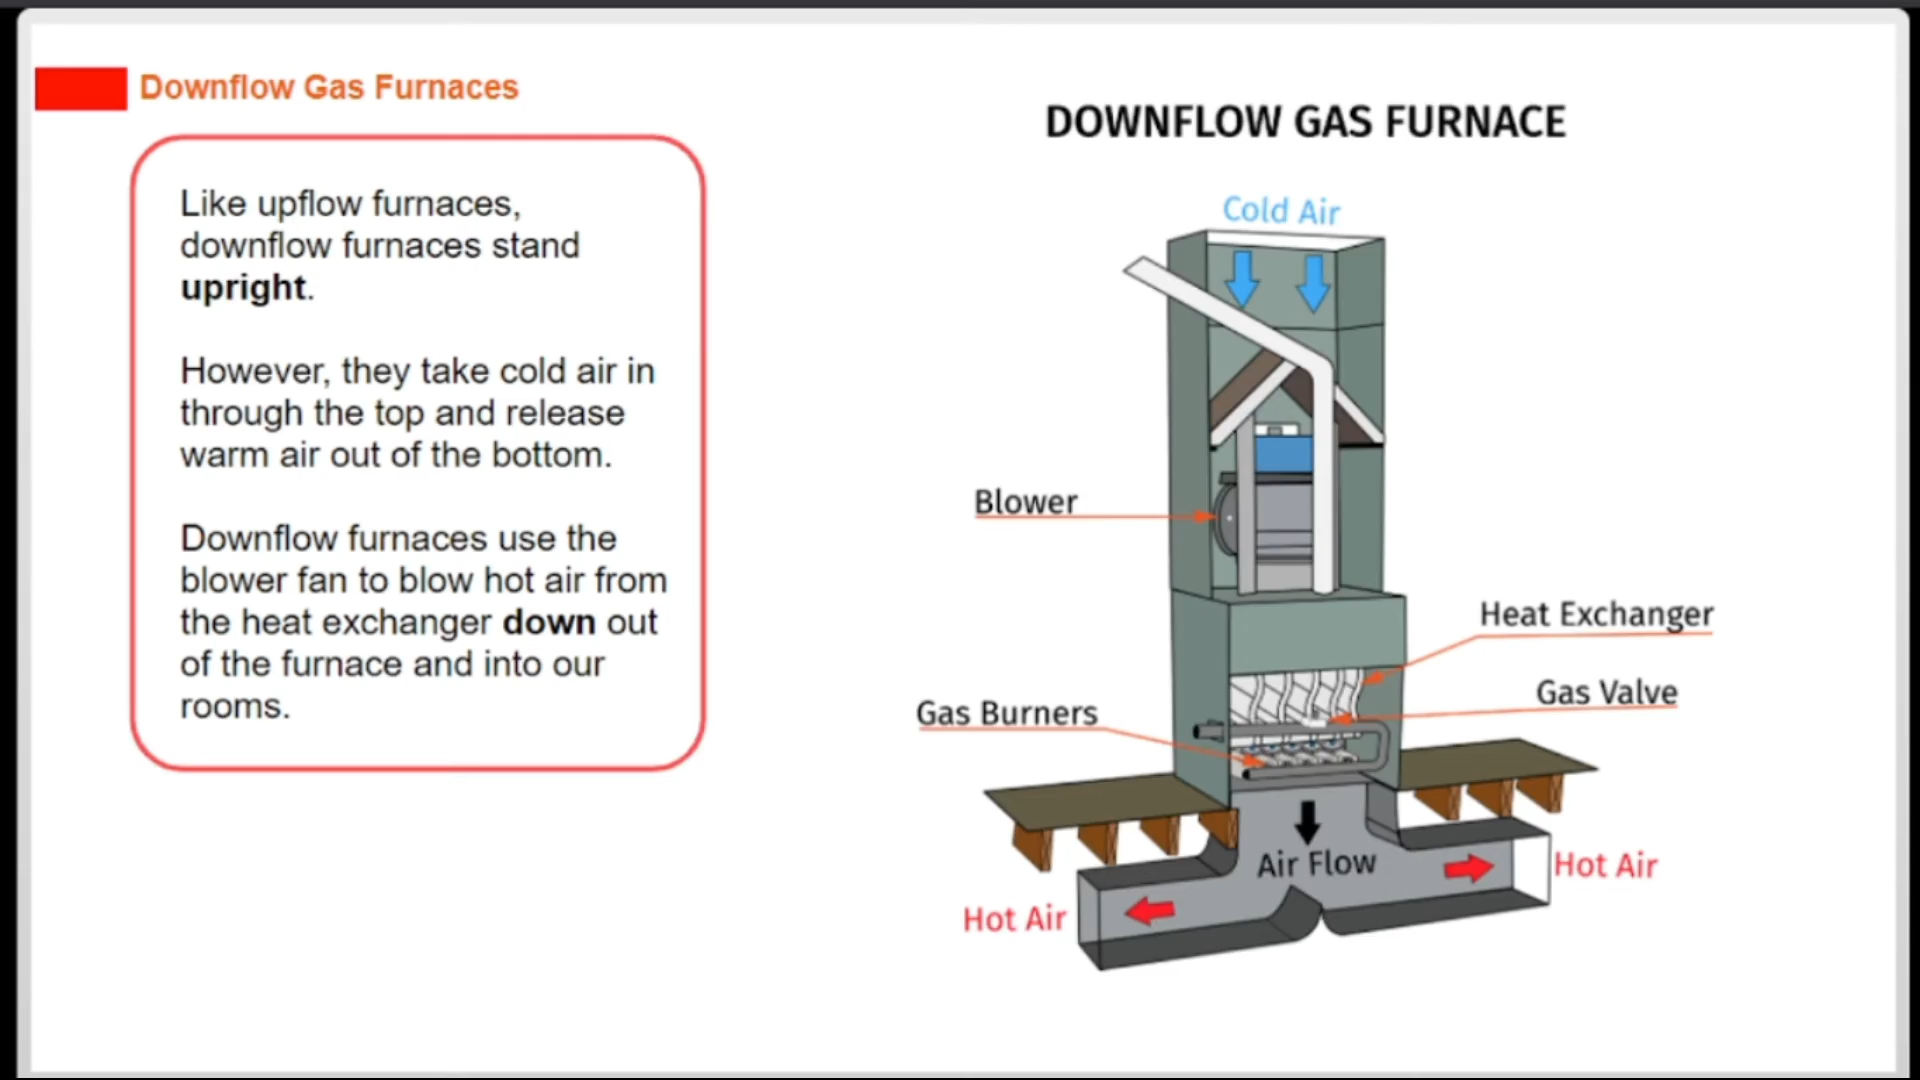 Downflow Gas Furnaces
Like upflow furnaces,
downflow furnaces stand
upright.
However, they take cold air in
through the top and release
warm air out of the bottom.
Downflow furnaces use the
blower fan to blow hot air from
the heat exchanger down out
of the furnace and into our
rooms.
DOWNFLOW GAS FURNACE
Cold Air
Blower
Heat Exchanger
Gas Valve
Gas Burners
Air Flow
Hot Air
Hot Air